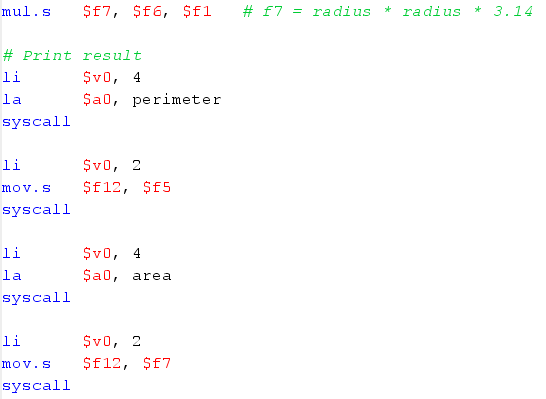 mul.s $f7, $f6, $f1 # f7 = radius * radius * 3.14
# Print result
li $v0, 4
la $a0, perimeter
syscall
li $v0, 2
mov.s $f12, $f5
syscall
li $v0, 4
la $a0, area
syscall
li $v0, 2
mov.s $f12, $f7
syscall